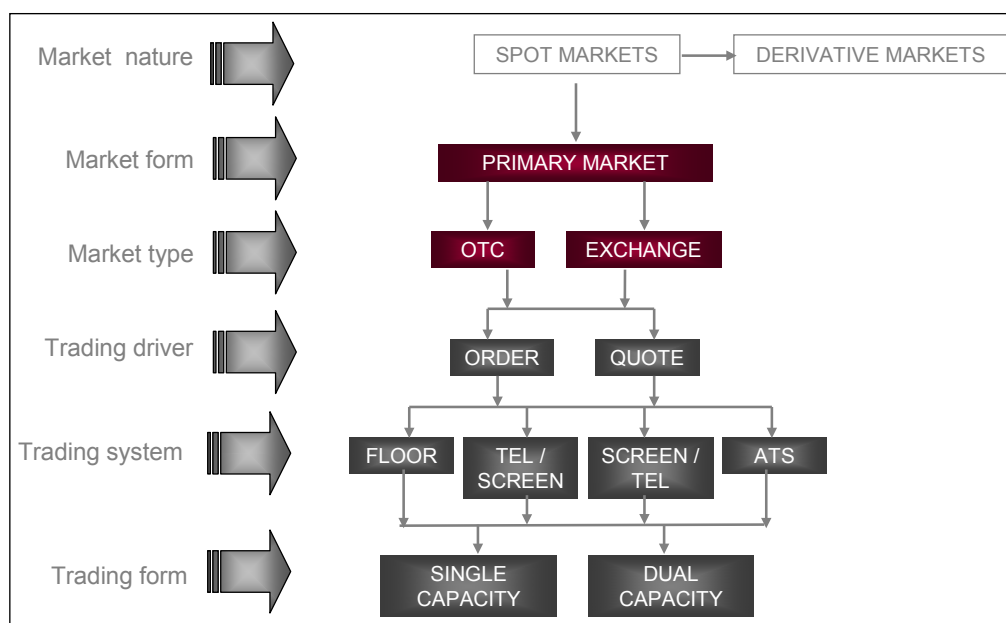 Market nature
SPOT MARKETS
DERIVATIVE MARKETS
Market form
PRIMARY MARKET
Market type
OTC
EXCHANGE
Trading driver
ORDER
QUOTE
Trading system
FLOOR
TEL /
SCREEN
SCREEN /
TEL
ATS
Trading form
SINGLE
CAPACITY
DUAL
CAPACITY